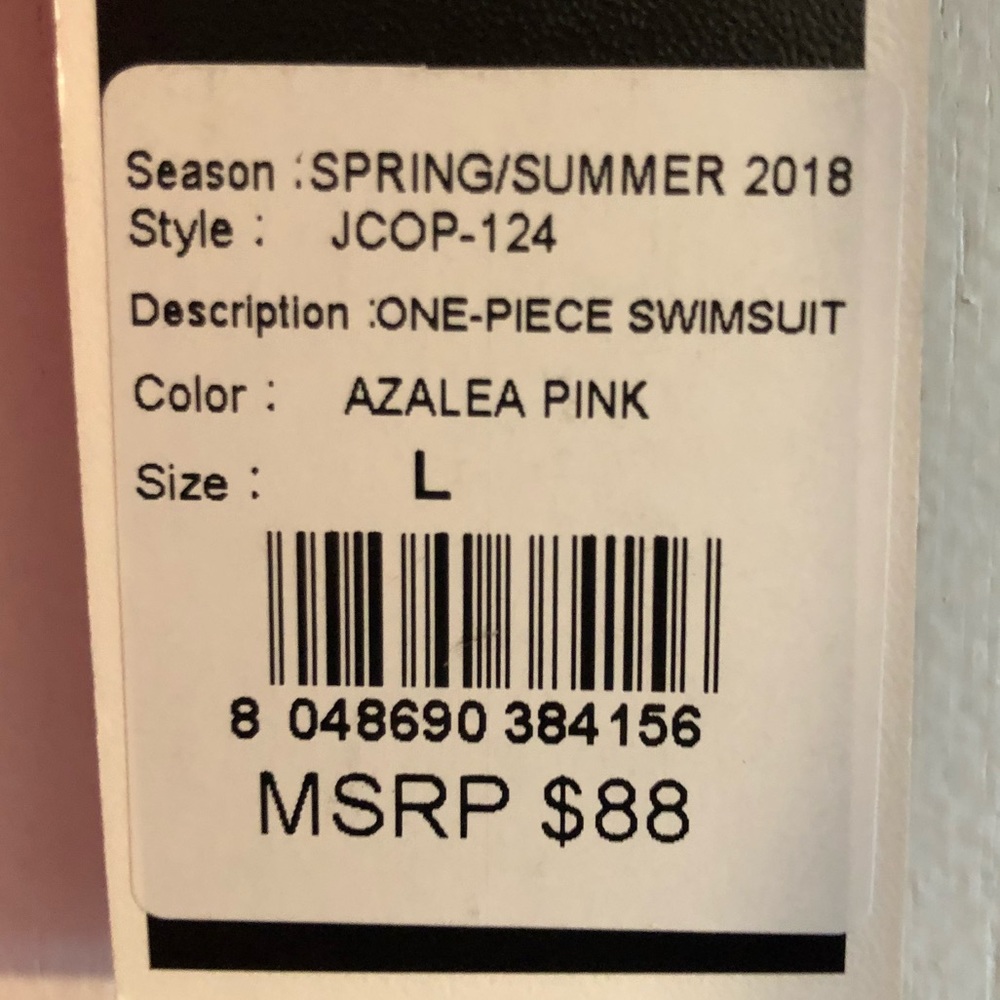 Season :SPRING/SUMMER 2018
Style : JCOP-124
Description :ONE-PIECE SWIMSUIT
Color : AZALEA PINK
Size : L
8 048690 384156
MSRP $88